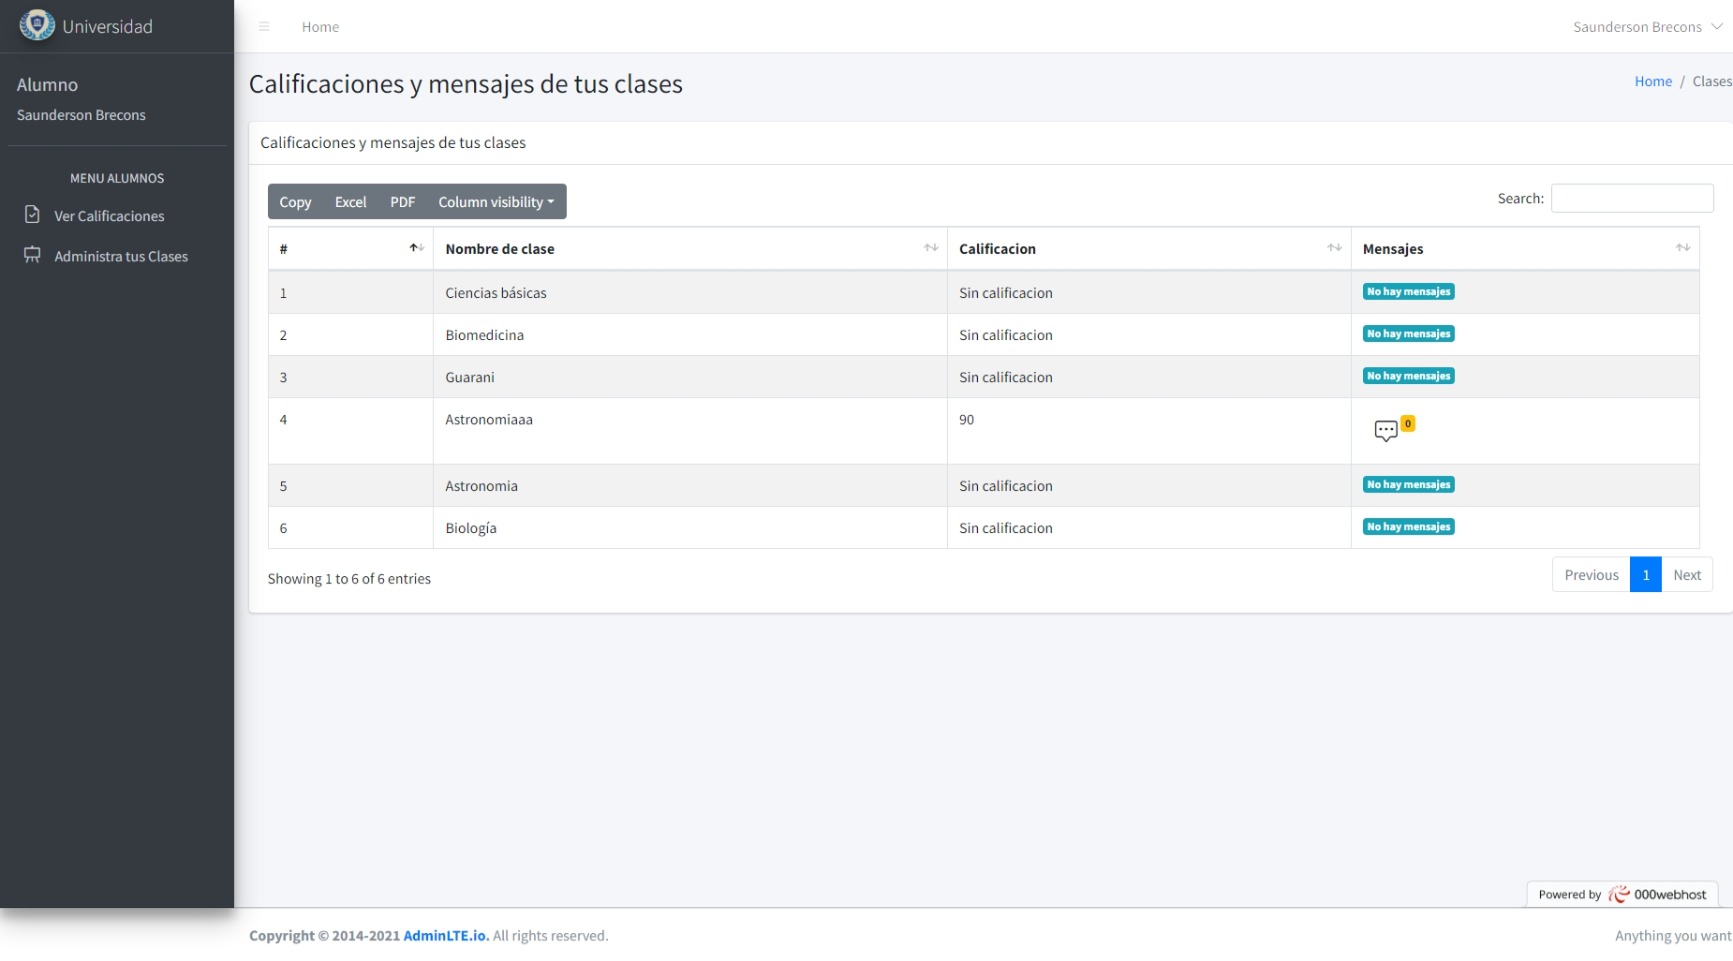 Universidad
Home
Saunderson Brecons
Alumno
Saunderson Brecons
MENU ALUMNOS
Ver Calificaciones
Administra tus Clases
Calificaciones y mensajes de tus clases
Home / Clases
Calificaciones y mensajes de tus clases
Copy Excel PDF Column visibility
Search:
# Nombre de clase Calificacion Mensajes
1 Ciencias básicas Sin calificacion No hay mensajes
2 Biomedicina Sin calificacion No hay mensajes
3 Guarani Sin calificacion No hay mensajes
4 Astronomiaaa 90 0
5 Astronomia Sin calificacion No hay mensajes
6 Biología Sin calificacion No hay mensajes
Showing 1 to 6 of 6 entries
Previous 1 Next
Powered by 000webhost
Copyright © 2014-2021 AdminLTE.io. All rights reserved.
Anything you want